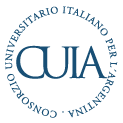 CONSORZIO UNIVERSITARIO ITALIANO PER L'ARGENTINA .
CUIA